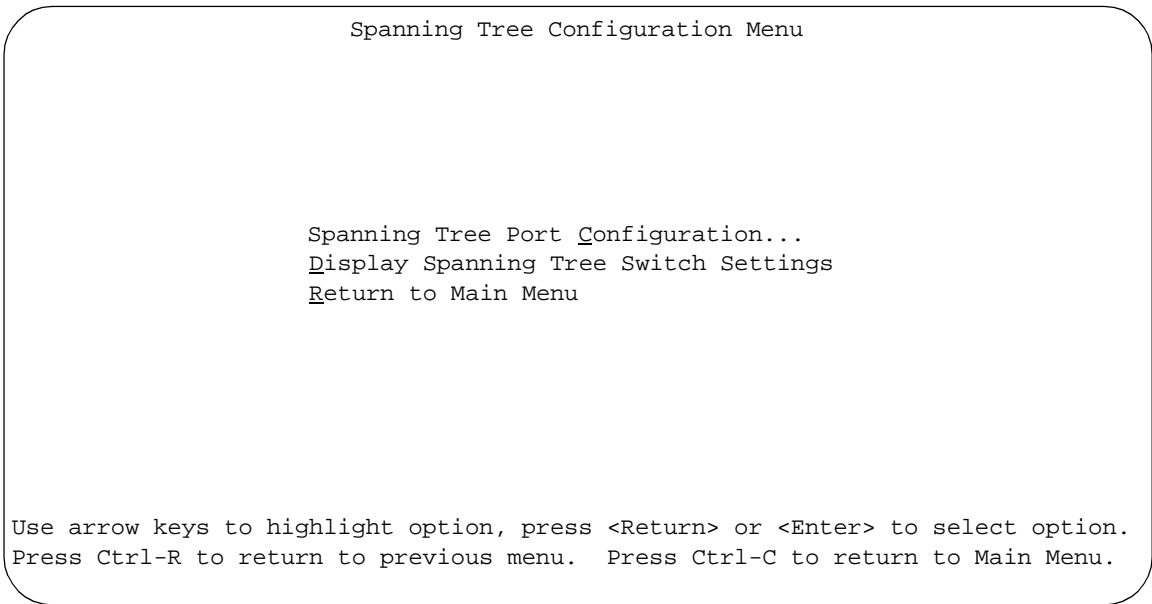 Spanning Tree Configuration Menu
Spanning Tree Port Configuration...
Display Spanning Tree Switch Settings
Return to Main Menu
Use arrow keys to highlight option, press <Return> or <Enter> to select option.
Press Ctrl-R to return to previous menu.  Press Ctrl-C to return to Main Menu.